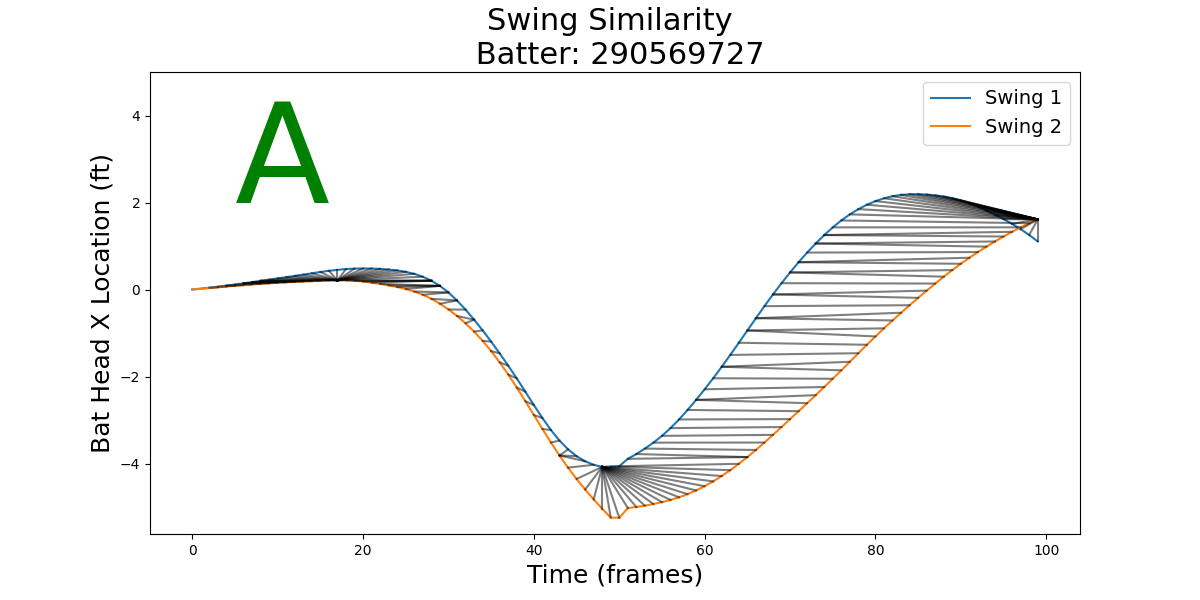 Swing Similarity
Batter: 290569727
A
Swing 1
Swing 2
Bat Head X Location (ft)
4
2
0
−2
−4
0 20 40 60 80 100
Time (frames)